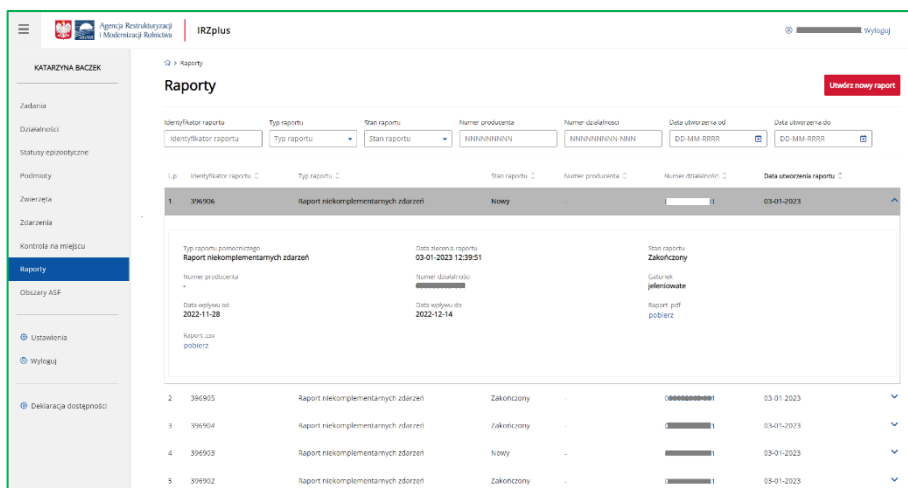 Agencja Restrukturyzacji
i Modernizacji Rolnictwa
IRZplus
Wyloguj
KATARZYNA BACZEK
Zadania
Działalności
Statusy epizootyczne
Podmioty
Zwierzęta
Zdarzenia
Kontrola na miejscu
Raporty
Obszary ASF
Ustawienia
Wyloguj
Deklaracja dostępności
> Raporty
Raporty
Utwórz nowy raport
Identyfikator raportu Typ raportu Stan raportu Numer producenta Numer działalności Data utworzenia od Data utworzenia do
Identyfikator raportu Typ raportu Stan raportu NNNNNNNNN NNNNNNNNN-NNN DD-MM-RRRR DD-MM-RRRR
L.p Identyfikator raportu Typ raportu Stan raportu Numer producenta Numer działalności Data utworzenia raportu
1 396906 Raport niekomplementarnych zdarzeń Nowy - 03-01-2023
Typ raportu pomocniczego Data zlecenia raportu Stan raportu
Raport niekomplementarnych zdarzeń 03-01-2023 12:39:51 Zakończony
Numer producenta Numer działalności Gatunek
- jeleniowate
Data wpływu od Data wpływu do Raport .pdf
2022-11-28 2022-12-14 pobierz
Raport .csv
pobierz
2 396905 Raport niekomplementarnych zdarzeń Zakończony - 03-01-2023
3 396904 Raport niekomplementarnych zdarzeń Zakończony - 03-01-2023
4 396903 Raport niekomplementarnych zdarzeń Nowy - 03-01-2023
5 396902 Raport niekomplementarnych zdarzeń Zakończony - 03-01-2023